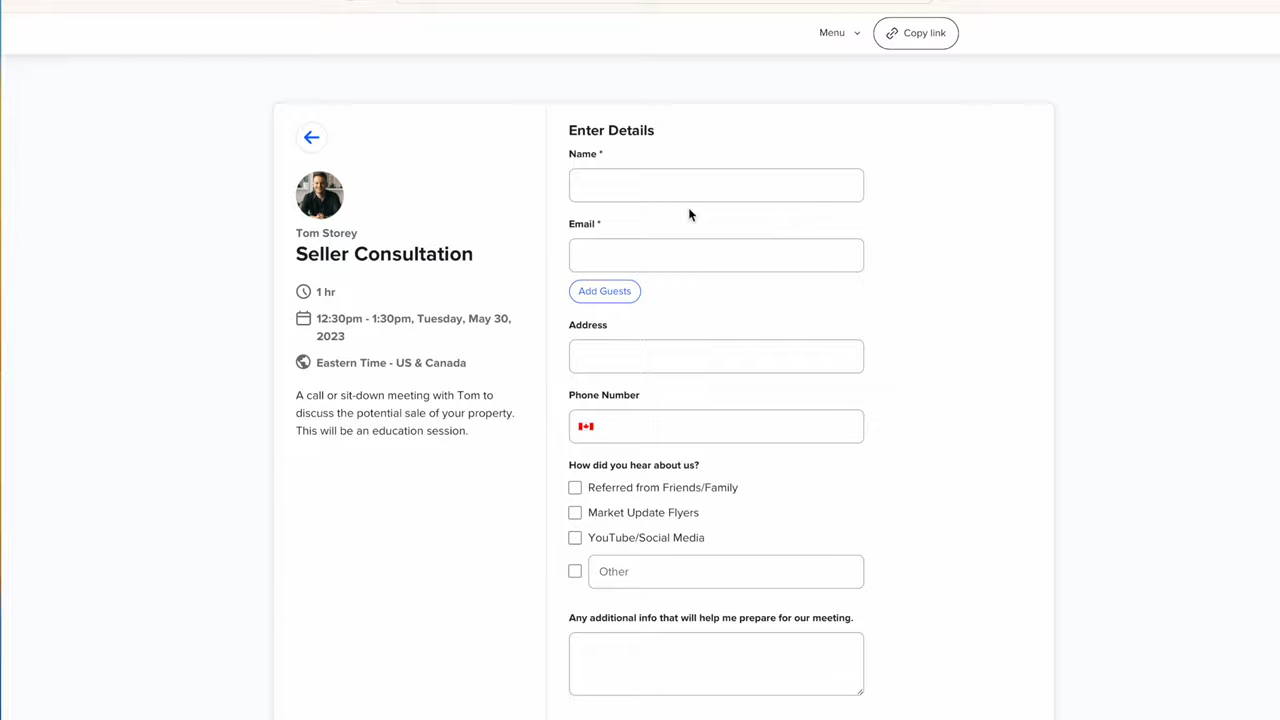 Menu
Copy link
Tom Storey
Seller Consultation
1 hr
12:30pm - 1:30pm, Tuesday, May 30,
2023
Eastern Time - US & Canada
A call or sit-down meeting with Tom to
discuss the potential sale of your property.
This will be an education session.
Enter Details
Name *
Email *
Add Guests
Address
Phone Number
How did you hear about us?
Referred from Friends/Family
Market Update Flyers
YouTube/Social Media
Other
Any additional info that will help me prepare for our meeting.